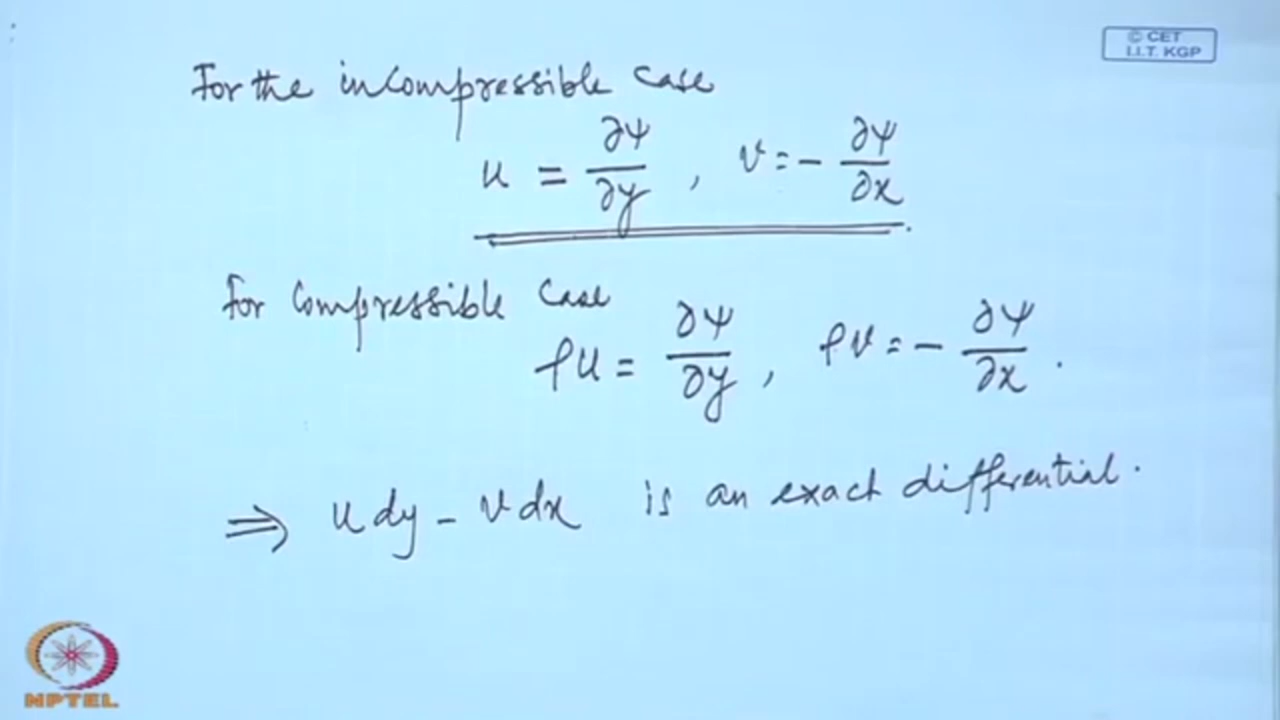 © CET
I.I.T. KGP
For the incompressible case
u = ∂ψ/∂y , v = - ∂ψ/∂x .
For compressible case
ρu = ∂ψ/∂y , ρv = - ∂ψ/∂x .
⇒ u dy - v dx is an exact differential.
NPTEL